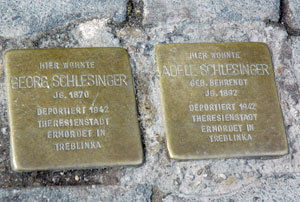 HIER WOHNTE
GEORG SCHLESINGER
JG. 1870
DEPORTIERT 1942
THERESIENSTADT
ERMORDET IN
TREBLINKA
HIER WOHNTE
ADELE SCHLESINGER
GEB. BEHRENDT
JG. 1882
DEPORTIERT 1942
THERESIENSTADT
ERMORDET IN
TREBLINKA